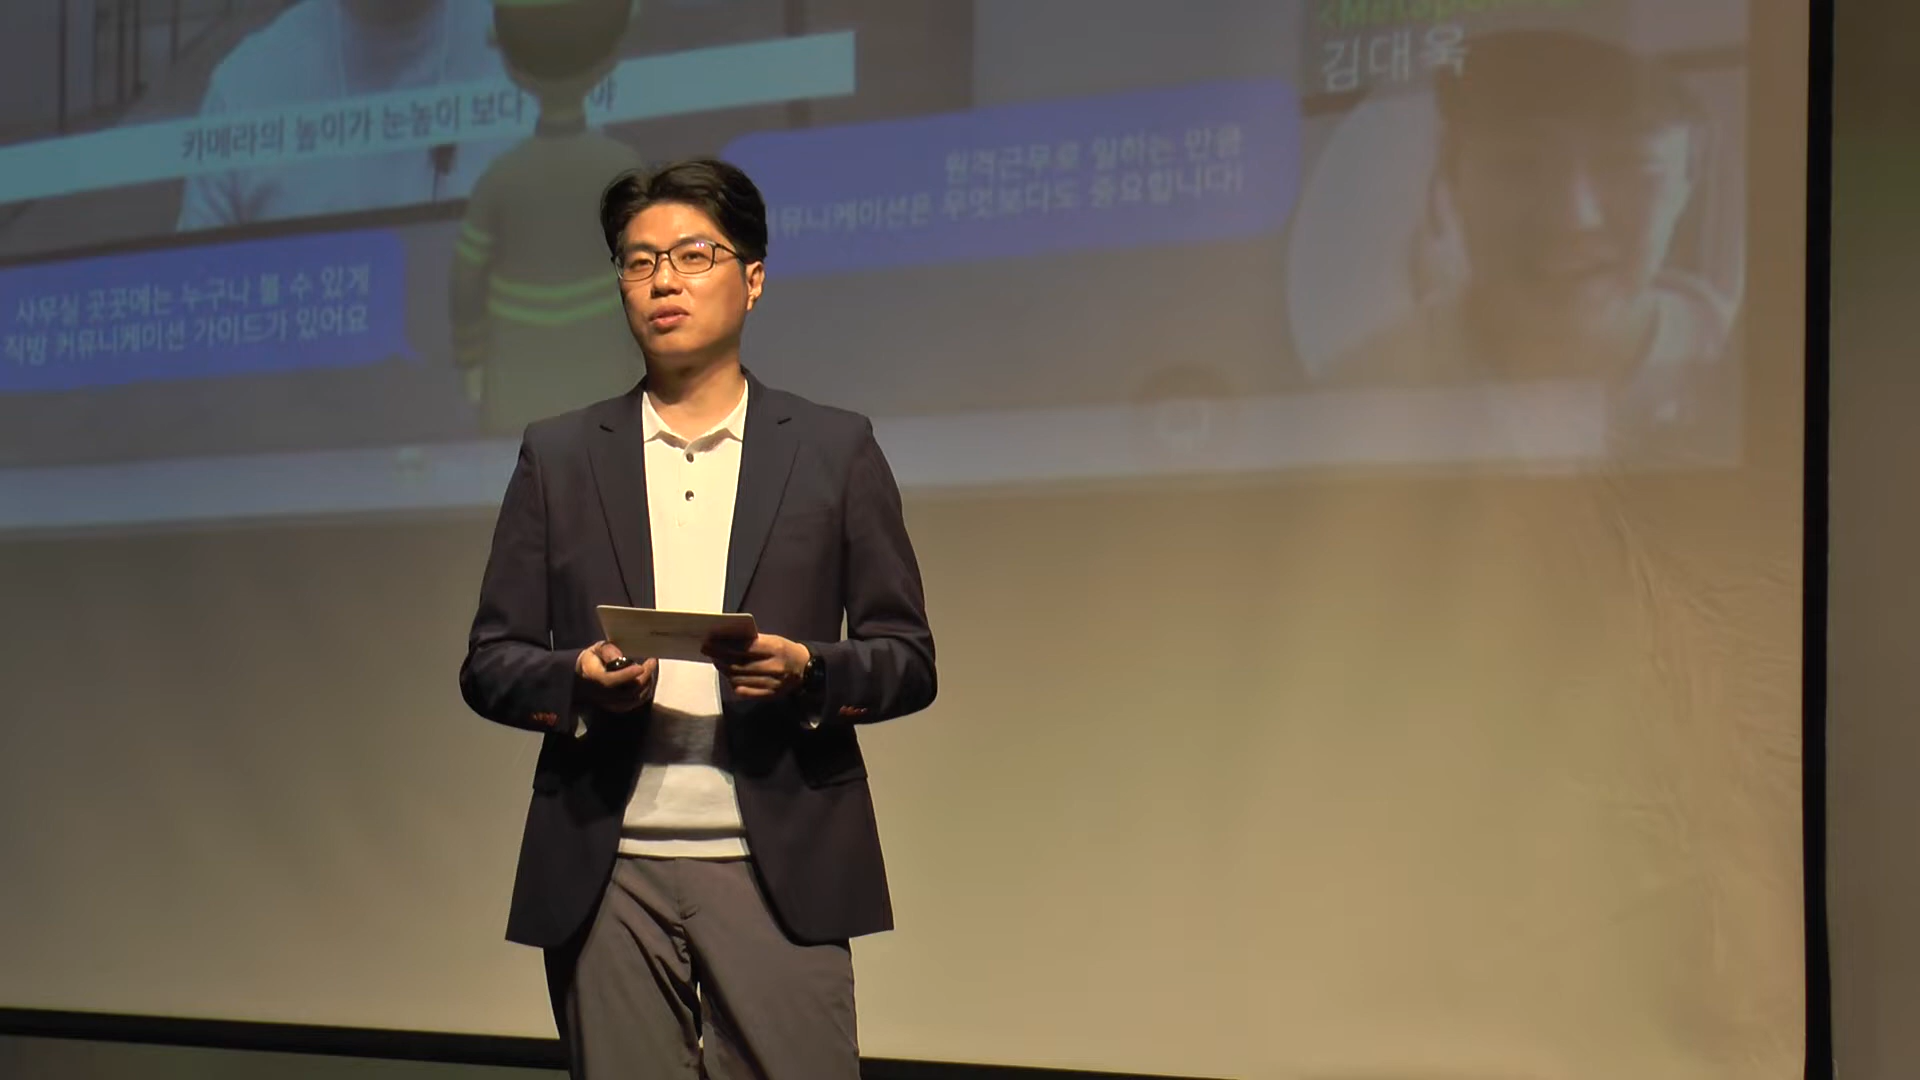 김대욱
카메라의 높이가 눈높이 보다
야
원격근무로 일하는 만큼
커뮤니케이션은 무엇보다도 중요합니다!
사무실 곳곳에는 누구나 볼 수 있게
직방 커뮤니케이션 가이드가 있어요